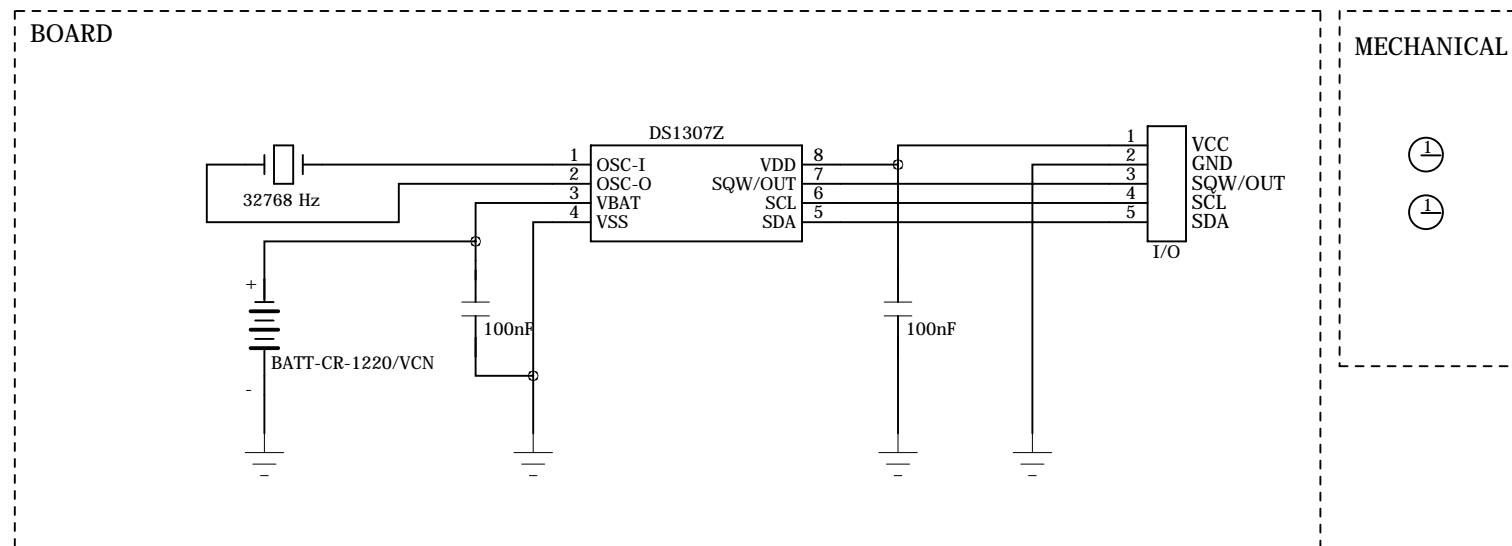 BOARD
MECHANICAL
DS1307Z
32768 Hz
1 OSC-I
2 OSC-O
3 VBAT
4 VSS
VDD 8
SQW/OUT 7
SCL 6
SDA 5
1 VCC
2 GND
3 SQW/OUT
4 SCL
5 SDA
I/O
1
1
+
100nF
BATT-CR-1220/VCN
-
100nF